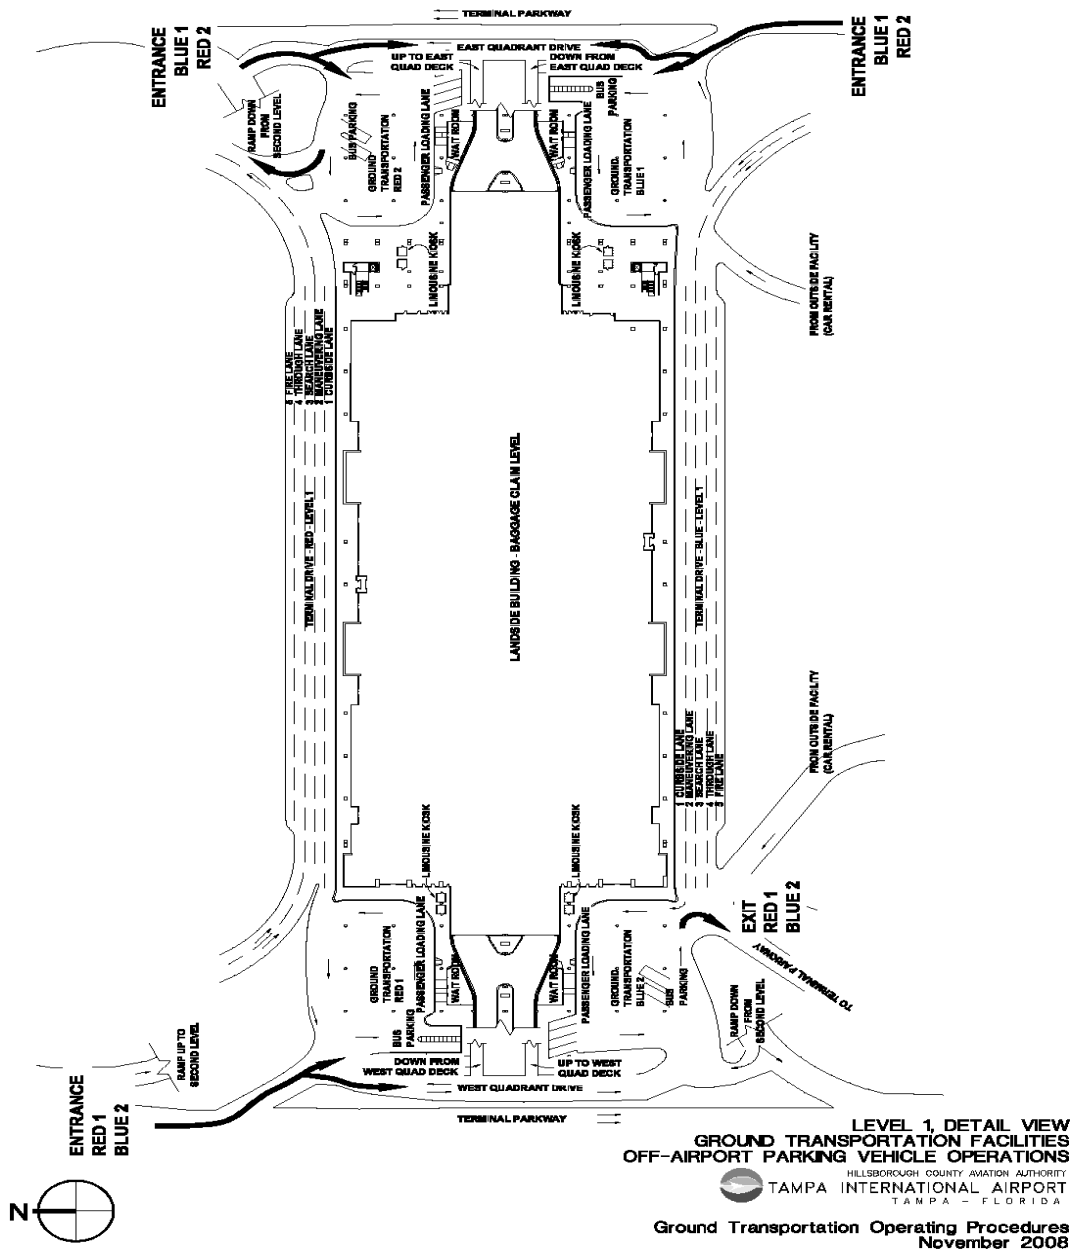 TERMINAL PARKWAY
EAST QUADRANT DRIVE
UP TO EAST
QUAD DECK
DOWN FROM
EAST QUAD DECK
ENTRANCE
BLUE 1
RED 2
ENTRANCE
BLUE 1
RED 2
RAMP DOWN
FROM
SECOND LEVEL
BUS PARKING
GROUND
TRANSPORTATION
RED 2
PASSENGER LOADING LANE
WAIT ROOM
WAIT ROOM
PASSENGER LOADING LANE
BUS
PARKING
GROUND
TRANSPORTATION
BLUE 1
LIMOUSINE KIOSK
LIMOUSINE KIOSK
FROM OUTSIDE FACILITY
(CAR RENTAL)
5 FIRE LANE
4 THROUGH LANE
3 SEARCH LANE
2 MANEUVERING LANE
1 CURBSIDE LANE
TERMINAL DRIVE - RED - LEVEL 1
LANDSIDE BUILDING - BAGGAGE CLAIM LEVEL
TERMINAL DRIVE - BLUE - LEVEL 1
FROM OUTSIDE FACILITY
(CAR RENTAL)
1 CURBSIDE LANE
2 MANEUVERING LANE
3 SEARCH LANE
4 THROUGH LANE
5 FIRE LANE
LIMOUSINE KIOSK
LIMOUSINE KIOSK
GROUND
TRANSPORTATION
RED 1
PASSENGER LOADING LANE
WAIT ROOM
WAIT ROOM
PASSENGER LOADING LANE
GROUND
TRANSPORTATION
BLUE 2
BUS
PARKING
EXIT
RED 1
BLUE 2
TO TERMINAL PARKWAY
TERMINAL PARKWAY
RAMP DOWN
FROM
SECOND LEVEL
BUS
PARKING
RAMP UP TO
SECOND LEVEL
DOWN FROM
WEST QUAD DECK
UP TO WEST
QUAD DECK
WEST QUADRANT DRIVE
TERMINAL PARKWAY
ENTRANCE
RED 1
BLUE 2
LEVEL 1, DETAIL VIEW
GROUND TRANSPORTATION FACILITIES
OFF-AIRPORT PARKING VEHICLE OPERATIONS
HILLSBOROUGH COUNTY AVIATION AUTHORITY
TAMPA INTERNATIONAL AIRPORT
TAMPA - FLORIDA
N
Ground Transportation Operating Procedures
November 2008